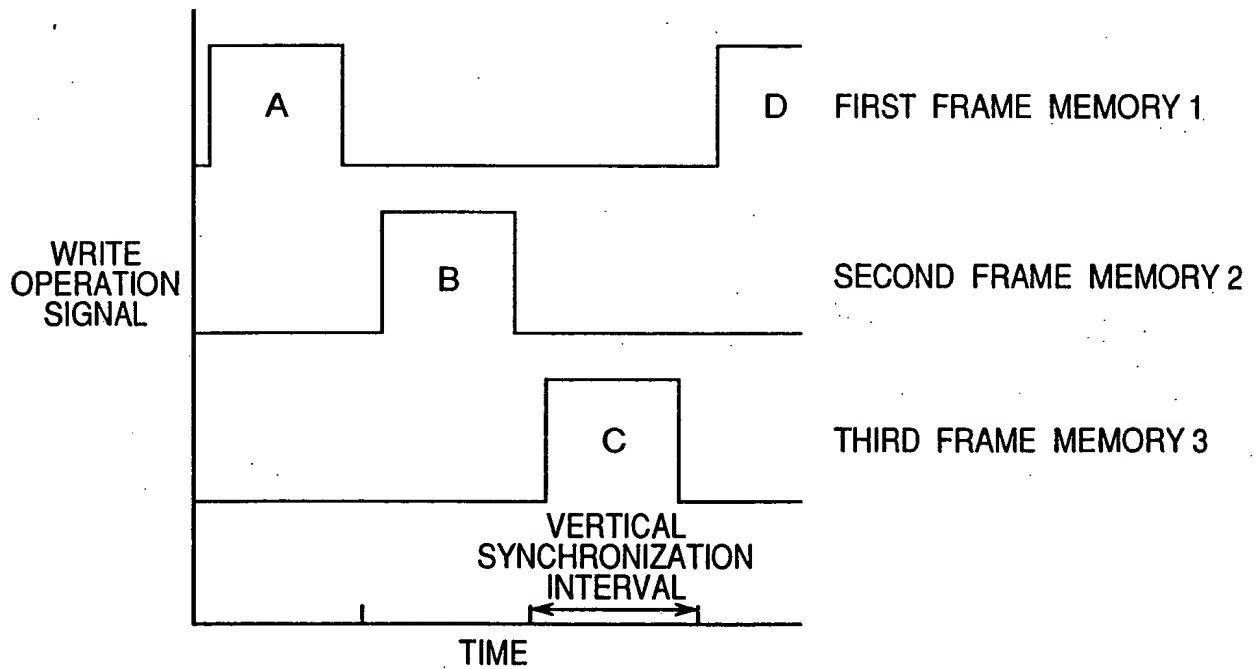 A
D
FIRST FRAME MEMORY 1
WRITE
OPERATION
SIGNAL
B
SECOND FRAME MEMORY 2
C
THIRD FRAME MEMORY 3
VERTICAL
SYNCHRONIZATION
INTERVAL
TIME